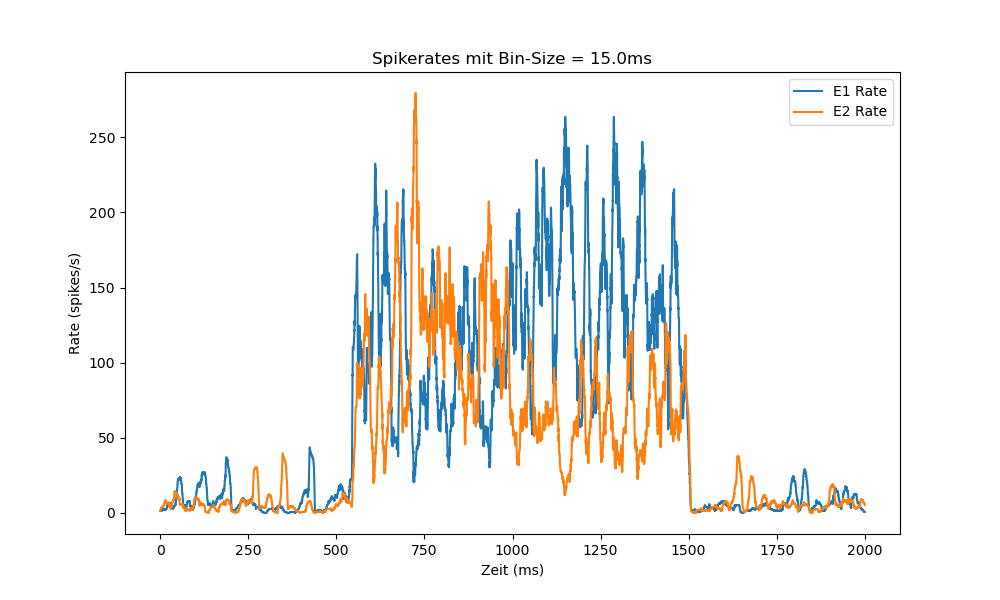 Spikerates mit Bin-Size = 15.0ms
E1 Rate
E2 Rate
250
200
150
100
50
0
Rate (spikes/s)
0 250 500 750 1000 1250 1500 1750 2000
Zeit (ms)